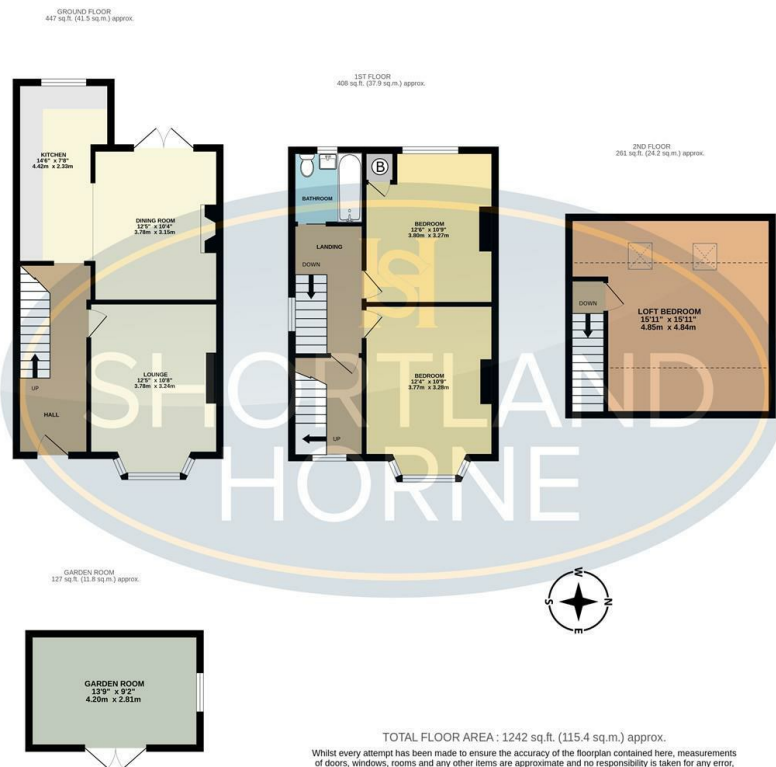 GROUND FLOOR
447 sq.ft. (41.5 sq.m.) approx.
1ST FLOOR
408 sq.ft. (37.9 sq.m.) approx.
2ND FLOOR
261 sq.ft. (24.2 sq.m.) approx.
KITCHEN
14'6" x 7'8"
4.42m x 2.33m
DINING ROOM
12'5" x 10'4"
3.78m x 3.15m
LOUNGE
12'5" x 10'8"
3.78m x 3.24m
UP
HALL
BATHROOM
B
BEDROOM
12'6" x 10'9"
3.80m x 3.27m
LANDING
DOWN
BEDROOM
12'4" x 10'9"
3.77m x 3.28m
UP
DOWN
LOFT BEDROOM
15'11" x 15'11"
4.85m x 4.84m
SH
SHORTLAND
HORNE
GARDEN ROOM
127 sq.ft. (11.8 sq.m.) approx.
GARDEN ROOM
13'9" x 9'2"
4.20m x 2.81m
W
N
S
E
TOTAL FLOOR AREA : 1242 sq.ft. (115.4 sq.m.) approx.
Whilst every attempt has been made to ensure the accuracy of the floorplan contained here, measurements
of doors, windows, rooms and any other items are approximate and no responsibility is taken for any error,